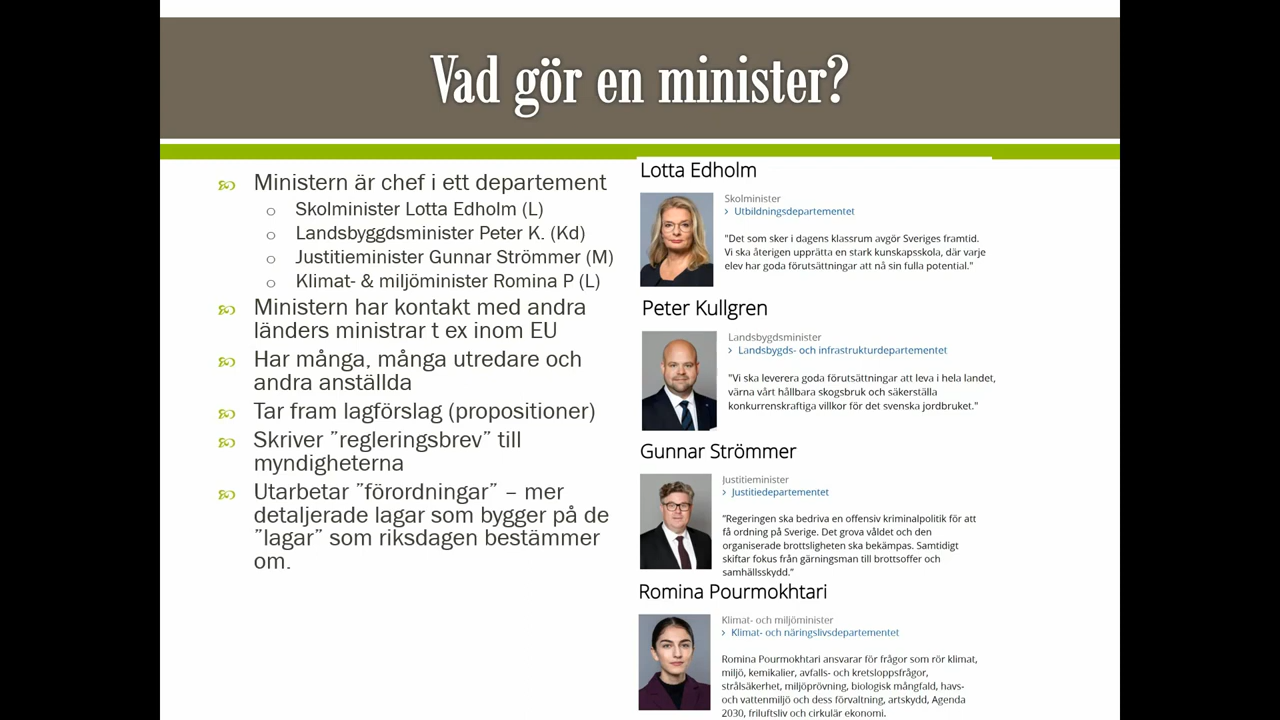 Vad gör en minister?
Ministern är chef i ett departement
Skolminister Lotta Edholm (L)
Landsbyggdsminister Peter K. (Kd)
Justitieminister Gunnar Strömmer (M)
Klimat- & miljöminister Romina P (L)
Ministern har kontakt med andra
länders ministrar t ex inom EU
Har många, många utredare och
andra anställda
Tar fram lagförslag (propositioner)
Skriver ”regleringsbrev” till
myndigheterna
Utarbetar ”förordningar” – mer
detaljerade lagar som bygger på de
”lagar” som riksdagen bestämmer
om.
Lotta Edholm
Skolminister
Utbildningsdepartementet
"Det som sker i dagens klassrum avgör Sveriges framtid.
Vi ska återigen upprätta en stark kunskapsskola, där varje
elev har goda förutsättningar att nå sin fulla potential."
Peter Kullgren
Landsbygdsminister
Landsbygds- och infrastrukturdepartementet
"Vi ska leverera goda förutsättningar att leva i hela landet,
värna vårt hållbara skogsbruk och säkerställa
konkurrenskraftiga villkor för det svenska jordbruket."
Gunnar Strömmer
Justitieminister
Justitiedepartementet
”Regeringen ska bedriva en offensiv kriminalpolitik för att
få ordning på Sverige. Det grova våldet och den
organiserade brottsligheten ska bekämpas. Samtidigt
skiftar fokus från gärningsman till brottsoffer och
samhällsskydd.”
Romina Pourmokhtari
Klimat- och miljöminister
Klimat- och näringslivsdepartementet
Romina Pourmokhtari ansvarar för frågor som rör klimat,
miljö, kemikalier, avfalls- och kretsloppsfrågor,
strålsäkerhet, miljöprövning, biologisk mångfald, havs-
och vattenmiljö och dess förvaltning, artskydd, Agenda
2030, friluftsliv och cirkulär ekonomi.